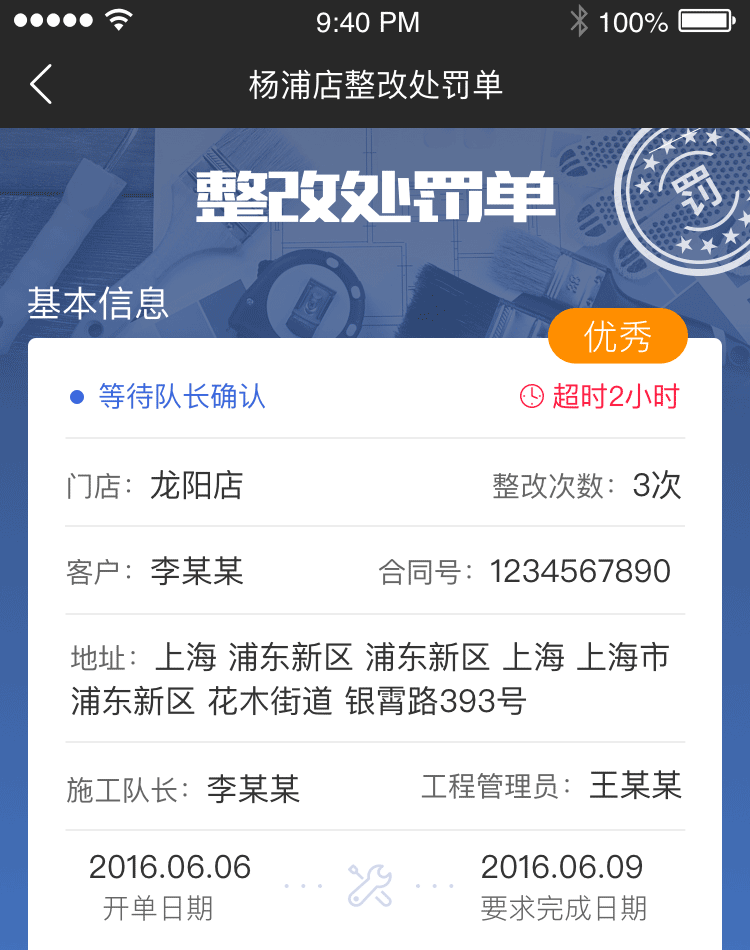 9:40 PM
100%
杨浦店整改处罚单
整改处罚单
罚
基本信息
优秀
等待队长确认
超时2小时
门店：龙阳店
整改次数：3次
客户：李某某
合同号：1234567890
地址：上海 浦东新区 浦东新区 上海 上海市
浦东新区 花木街道 银霄路393号
施工队长：李某某
工程管理员：王某某
2016.06.06
2016.06.09
开单日期
要求完成日期